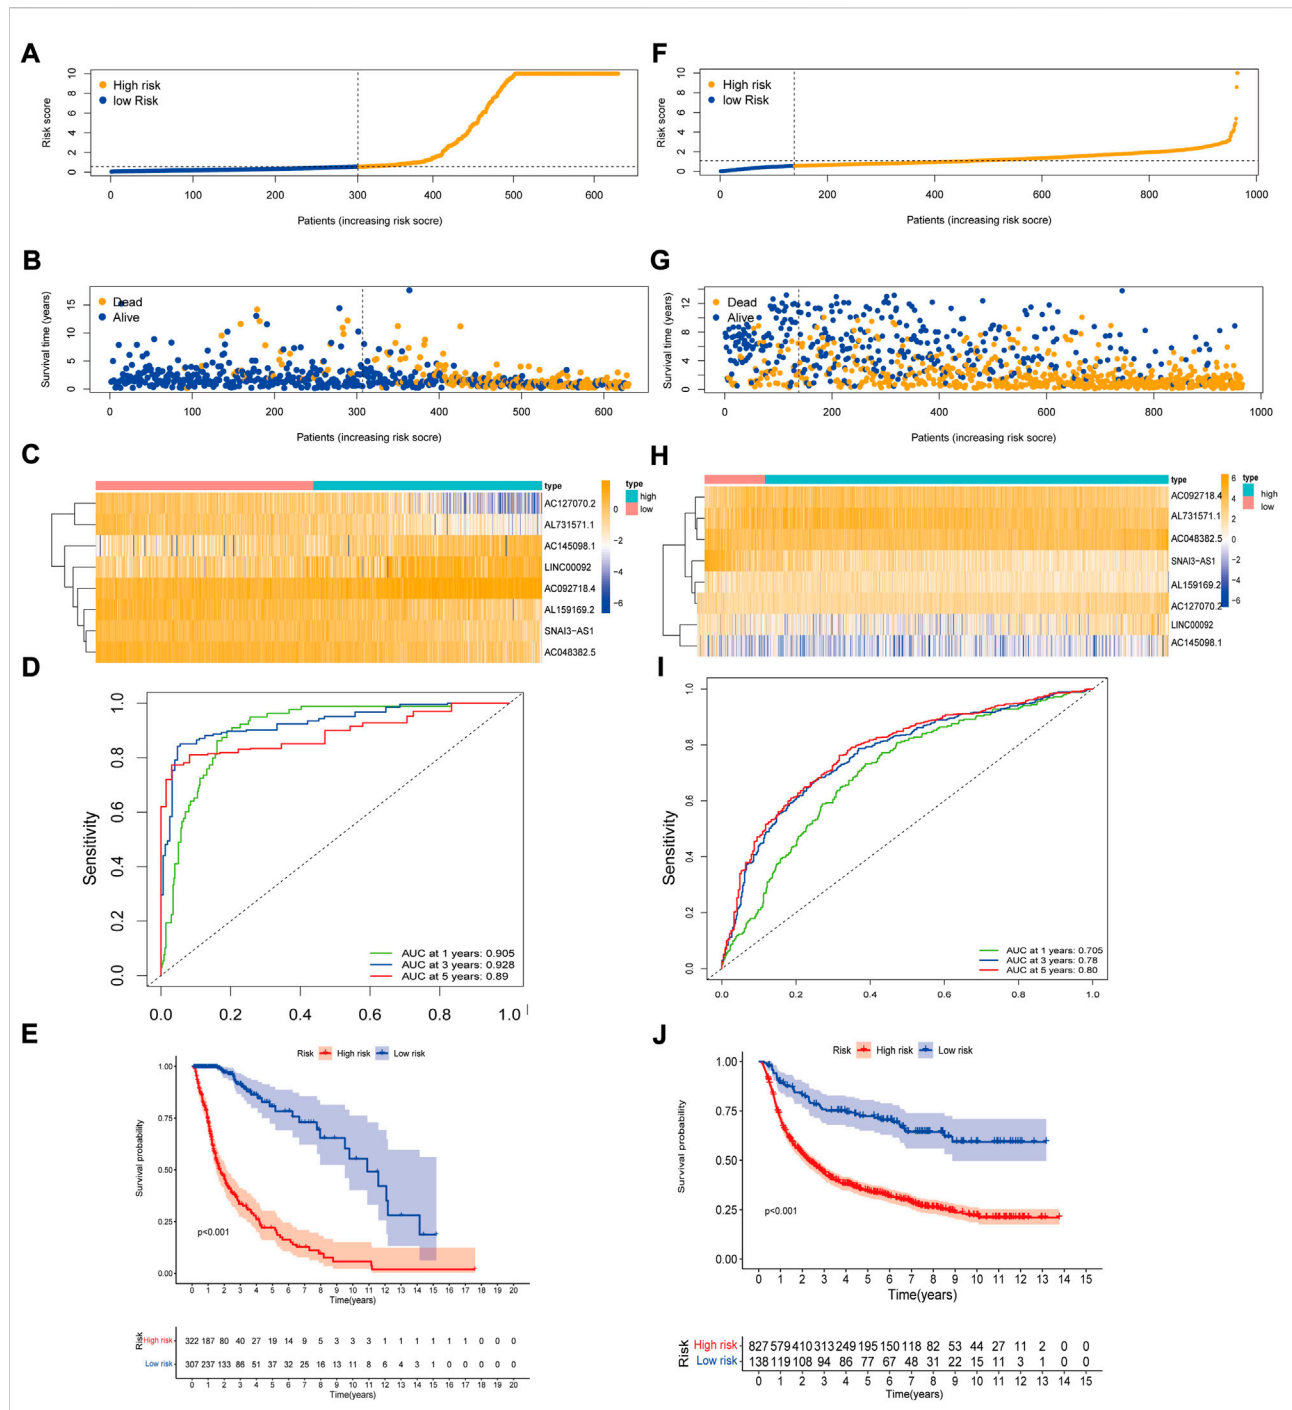 A
10
8
6
4
2
0
Risk score
High risk
low Risk
0 100 200 300 400 500 600
Patients (increasing risk socre)
B
15
10
5
0
Survival time (years)
Dead
Alive
0 100 200 300 400 500 600
Patients (increasing risk socre)
C
type
AC127070.2
AL731571.1
AC145098.1
LINC00092
AC092718.4
AL159169.2
SNAI3-AS1
AC048382.5
0
-2
-4
-6
type
high
low
D
1.0
0.8
0.6
0.4
0.2
0.0
Sensitivity
AUC at 1 years: 0.905
AUC at 3 years: 0.928
AUC at 5 years: 0.89
0.0 0.2 0.4 0.6 0.8 1.0
E
Risk High risk Low risk
1.00
0.75
0.50
0.25
0.00
Survival probability
p<0.001
0 1 2 3 4 5 6 7 8 9 10 11 12 13 14 15 16 17 18 19 20
Time(years)
Risk
High risk 322 187 80 40 27 19 14 9 5 3 3 3 1 1 1 1 1 1 0 0 0
Low risk 307 237 133 86 51 37 32 25 16 13 11 8 6 4 3 1 0 0 0 0 0
0 1 2 3 4 5 6 7 8 9 10 11 12 13 14 15 16 17 18 19 20
Time(years)
F
10
8
6
4
2
0
Risk score
High risk
low Risk
0 200 400 600 800 1000
Patients (increasing risk socre)
G
12
8
6
4
2
0
Survival time (years)
Dead
Alive
0 200 400 600 800 1000
Patients (increasing risk socre)
H
type
AC092718.4
AL731571.1
AC048382.5
SNAI3-AS1
AL159169.2
AC127070.2
LINC00092
AC145098.1
6
4
2
0
-2
-4
-6
type
high
low
I
1.0
0.8
0.6
0.4
0.2
0.0
Sensitivity
AUC at 1 years: 0.705
AUC at 3 years: 0.78
AUC at 5 years: 0.80
0.0 0.2 0.4 0.6 0.8 1.0
J
Risk High risk Low risk
1.00
0.75
0.50
0.25
0.00
Survival probability
p<0.001
0 1 2 3 4 5 6 7 8 9 10 11 12 13 14 15
Time(years)
Risk
High risk 827 579 410 313 249 195 150 118 82 53 44 27 11 2 0 0
Low risk 138 119 108 94 86 77 67 48 31 22 15 11 3 1 0 0
0 1 2 3 4 5 6 7 8 9 10 11 12 13 14 15
Time(years)